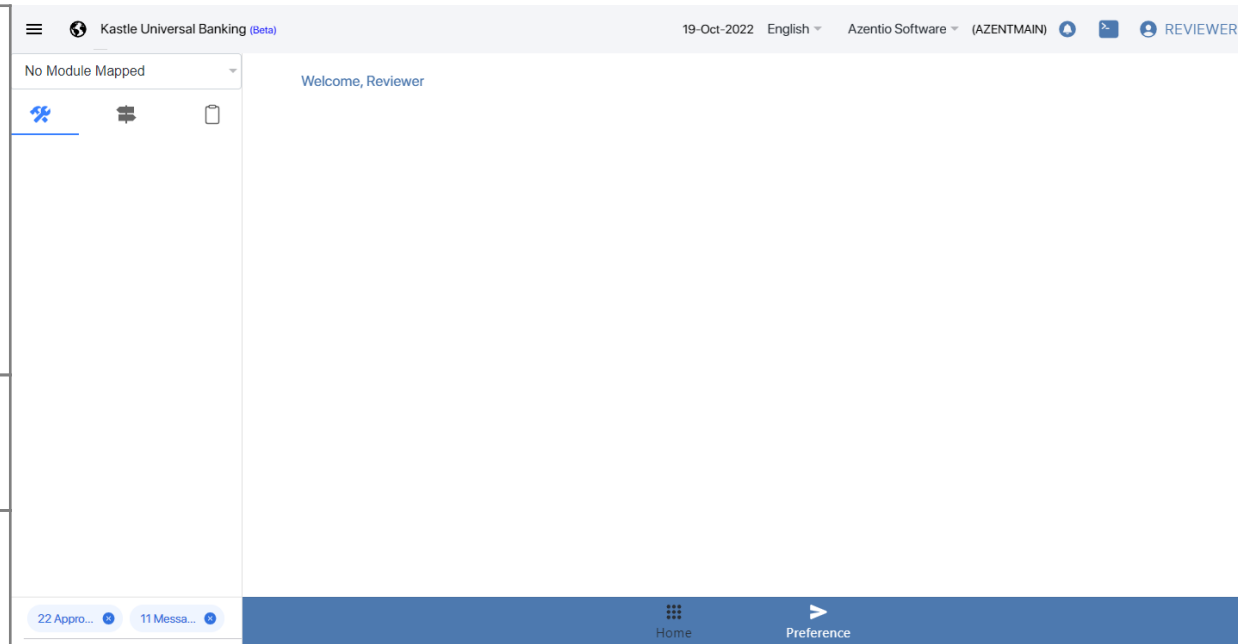 Kastle Universal Banking (Beta)
19-Oct-2022 English Azentio Software (AZENTMAIN) REVIEWER
No Module Mapped
Welcome, Reviewer
22 Appro... 11 Messa...
Home Preference